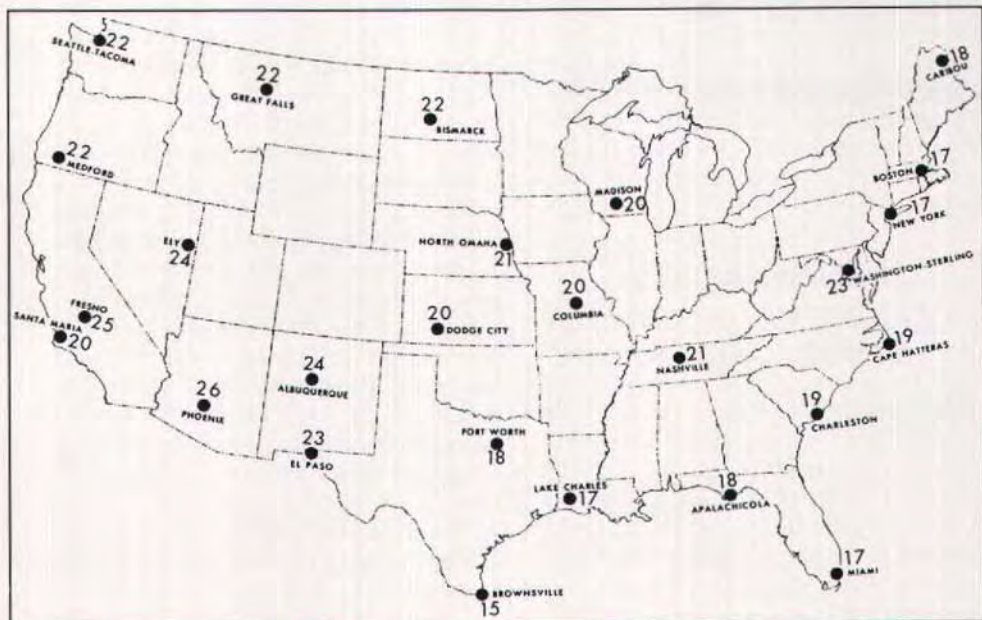 5
22
SEATTLE-TACOMA
22
GREAT FALLS
22
BISMARCK
18
CARIBOU
22
MEDFORD
MADISON
20
BOSTON
17
17
NEW YORK
ELY
24
NORTH OMAHA
21
WASHINGTON-STERLING
23
FRESNO
25
SANTA MARIA
20
20
DODGE CITY
20
COLUMBIA
21
NASHVILLE
19
CAPE HATTERAS
26
PHOENIX
24
ALBUQUERQUE
19
CHARLESTON
23
EL PASO
FORT WORTH
18
LAKE CHARLES
17
18
APALACHICOLA
17
MIAMI
BROWNSVILLE
15